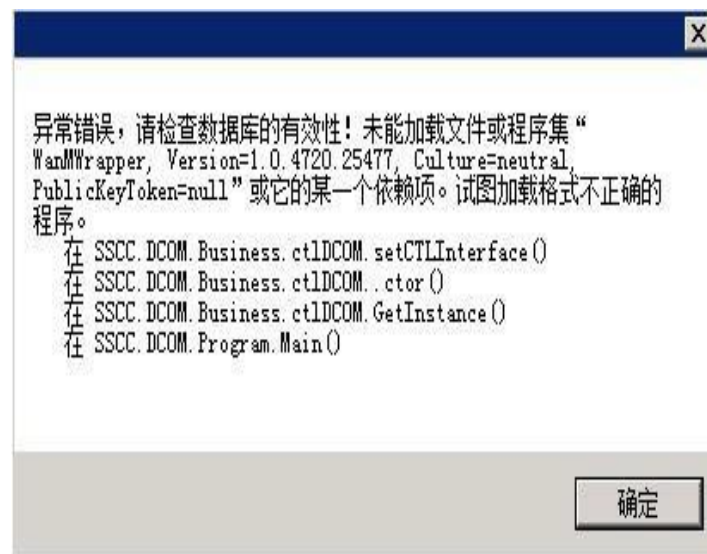 异常错误，请检查数据库的有效性！未能加载文件或程序集“
WanMWrapper, Version=1.0.4720.25477, Culture=neutral,
PublicKeyToken=null”或它的某一个依赖项。试图加载格式不正确的
程序。
在 SSCC.DCOM.Business.ctlDCOM.setCTLInterface()
在 SSCC.DCOM.Business.ctlDCOM..ctor()
在 SSCC.DCOM.Business.ctlDCOM.GetInstance()
在 SSCC.DCOM.Program.Main()
确定